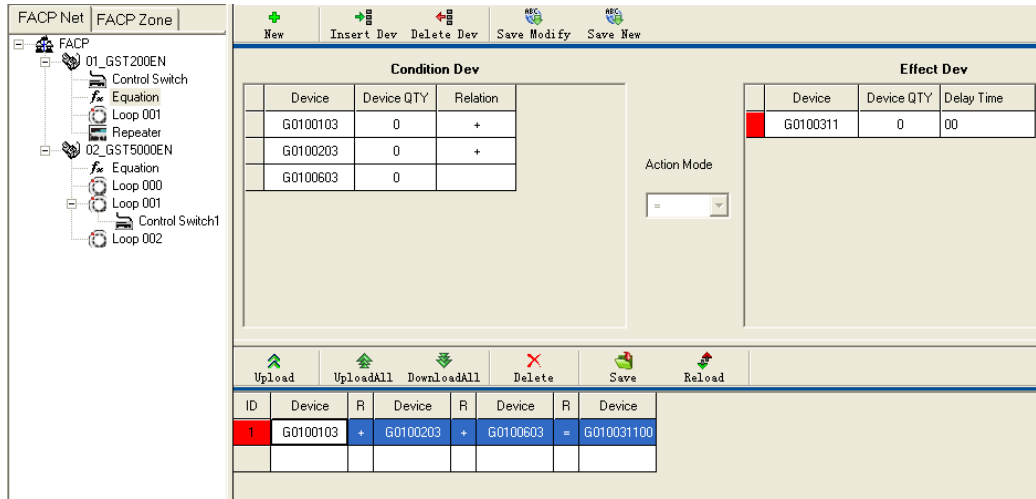 FACP Net FACP Zone
FACP
01_GST200EN
Control Switch
Equation
Loop 001
Repeater
02_GST5000EN
Equation
Loop 000
Loop 001
Control Switch1
Loop 002
New Insert Dev Delete Dev Save Modify Save New
Condition Dev
Device Device QTY Relation
G0100103 0 +
G0100203 0 +
G0100603 0
Action Mode
=
Effect Dev
Device Device QTY Delay Time
G0100311 0 00
Upload UploadAll DownloadAll Delete Save Reload
ID Device R Device R Device R Device
1 G0100103 + G0100203 + G0100603 = G010031100